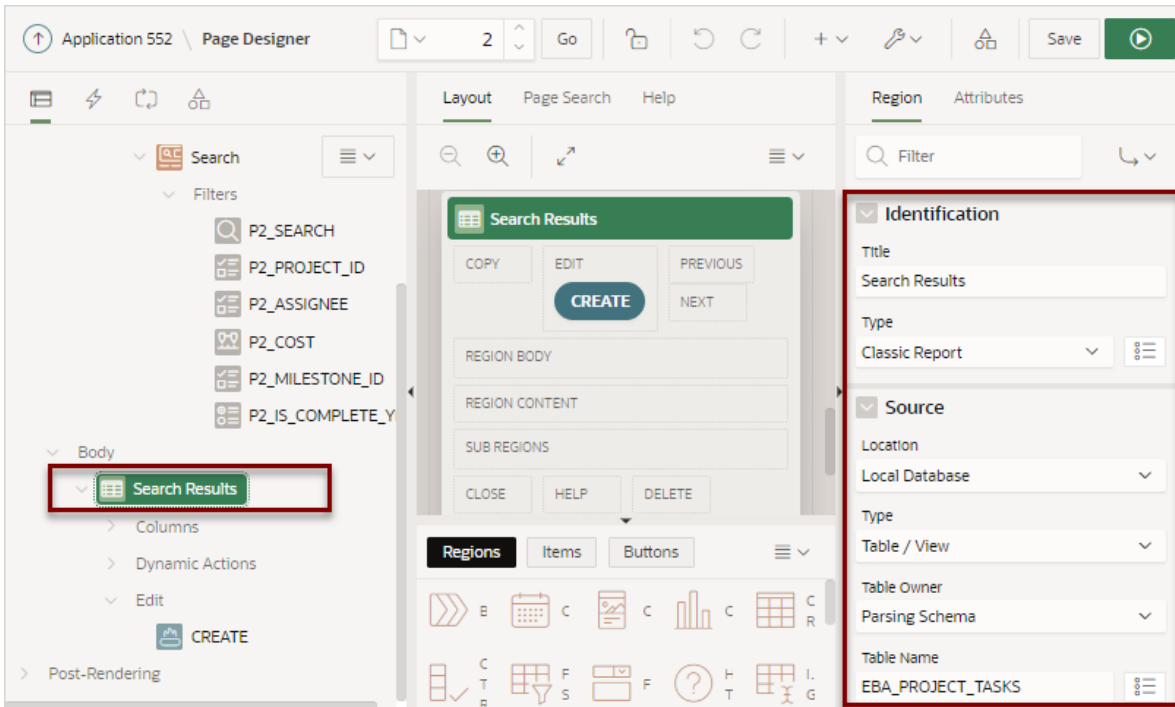 Application 552 \ Page Designer
2
Go
Save
Search
Filters
P2_SEARCH
P2_PROJECT_ID
P2_ASSIGNEE
P2_COST
P2_MILESTONE_ID
P2_IS_COMPLETE_Y
Body
Search Results
Columns
Dynamic Actions
Edit
CREATE
Post-Rendering
Layout Page Search Help
Search Results
COPY EDIT PREVIOUS
CREATE NEXT
REGION BODY
REGION CONTENT
SUB REGIONS
CLOSE HELP DELETE
Regions Items Buttons
B C C C C
R
C F F H I.
T S T G
R
Region Attributes
Filter
Identification
Title
Search Results
Type
Classic Report
Source
Location
Local Database
Type
Table / View
Table Owner
Parsing Schema
Table Name
EBA_PROJECT_TASKS